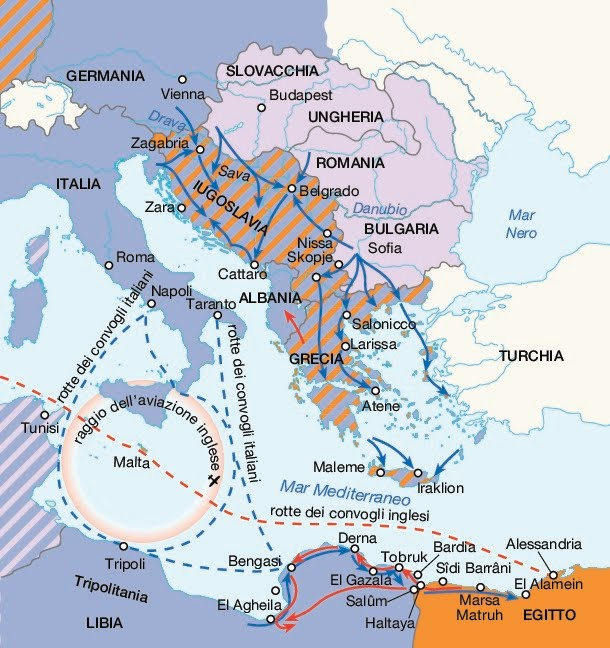 GERMANIA
SLOVACCHIA
Vienna
Budapest
UNGHERIA
Drava
Zagabria
Sava
ROMANIA
ITALIA
IUGOSLAVIA
Belgrado
Zara
Danubio
Mar
Nero
BULGARIA
Nissa
Sofia
Roma
Skopje
Cattaro
Napoli
Taranto
ALBANIA
Salonicco
Larissa
GRECIA
TURCHIA
rotte dei convogli italiani
rotte dei convogli italiani
raggio dell'aviazione inglese
Atene
Tunisi
Malta
Maleme
Iraklion
Mar Mediterraneo
rotte dei convogli inglesi
Derna
Alessandria
Tripoli
Bengasi
Tobruk
Bardia
El Gazala
Sîdi Barrâni
Tripolitania
El Agheila
Salûm
Marsa
Matruh
El Alamein
Haltaya
LIBIA
EGITTO